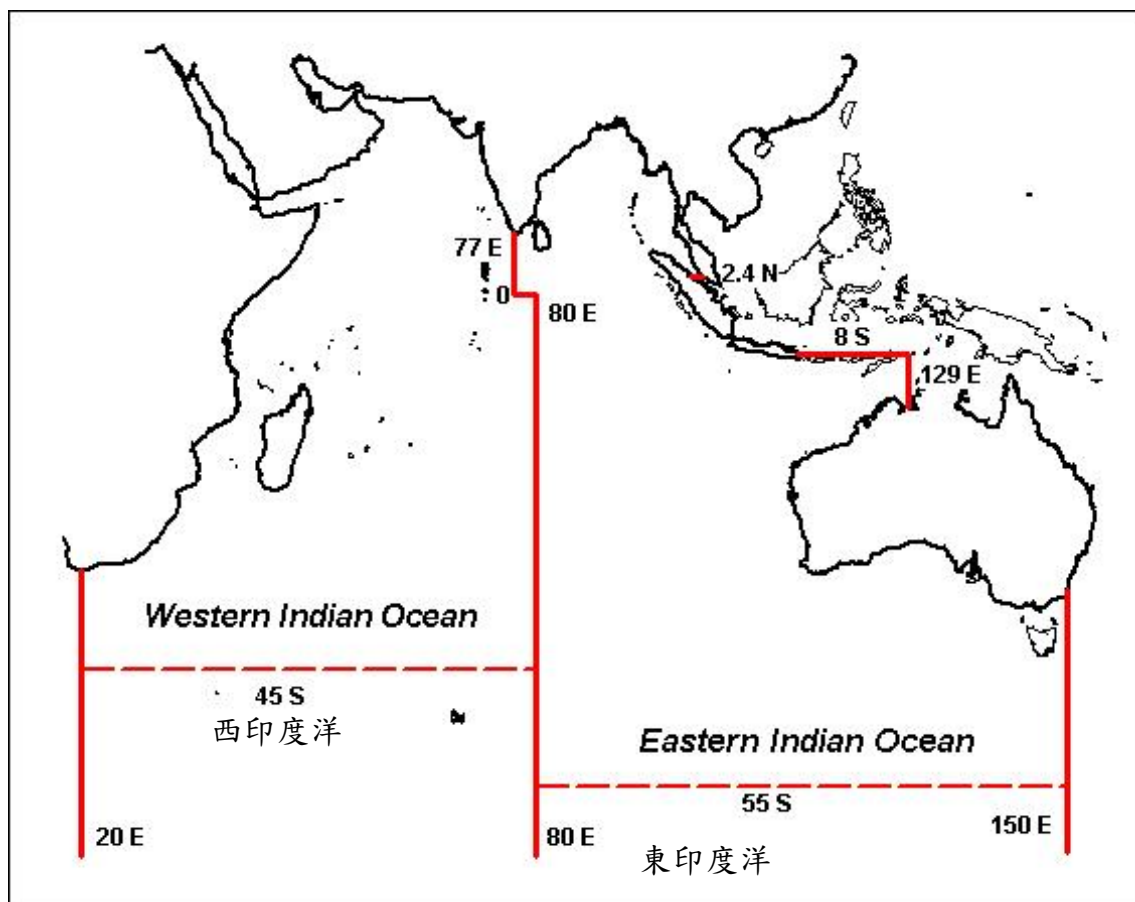 77 E
2.4 N
0
80 E
8 S
129 E
Western Indian Ocean
45 S
西印度洋
Eastern Indian Ocean
55 S
20 E
80 E
150 E
東印度洋